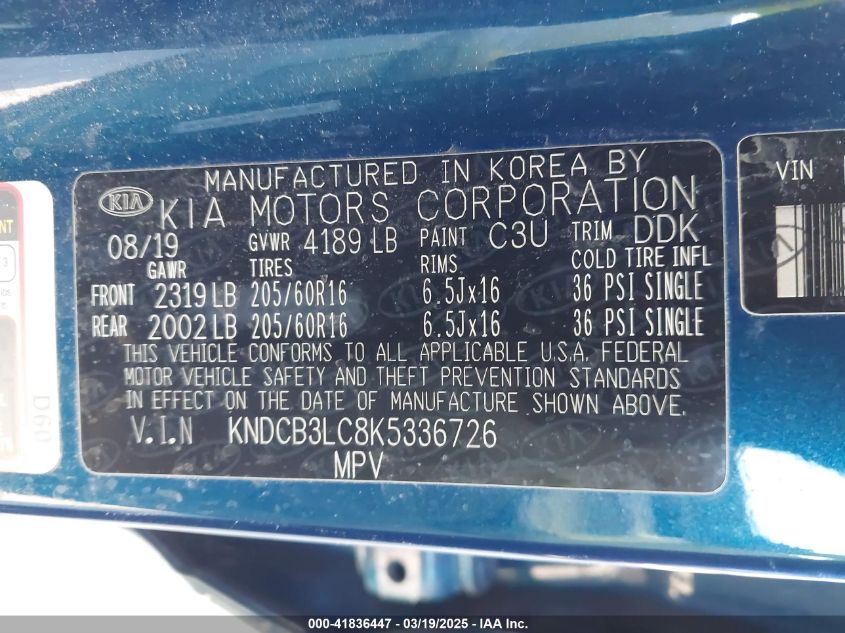 MANUFACTURED IN KOREA BY
KIA KIA MOTORS CORPORATION
08/19 GVWR 4189 LB PAINT C3U TRIM DDK
GAWR TIRES RIMS COLD TIRE INFL
FRONT 2319 LB 205/60R16 6.5Jx16 36 PSI SINGLE
REAR 2002 LB 205/60R16 6.5Jx16 36 PSI SINGLE
THIS VEHICLE CONFORMS TO ALL APPLICABLE U.S.A. FEDERAL
MOTOR VEHICLE SAFETY AND THEFT PREVENTION STANDARDS
IN EFFECT ON THE DATE OF MANUFACTURE SHOWN ABOVE.
V.I.N KNDCB3LC8K5336726
MPV
VIN
D60
000-41836447 - 03/19/2025 - IAA Inc.